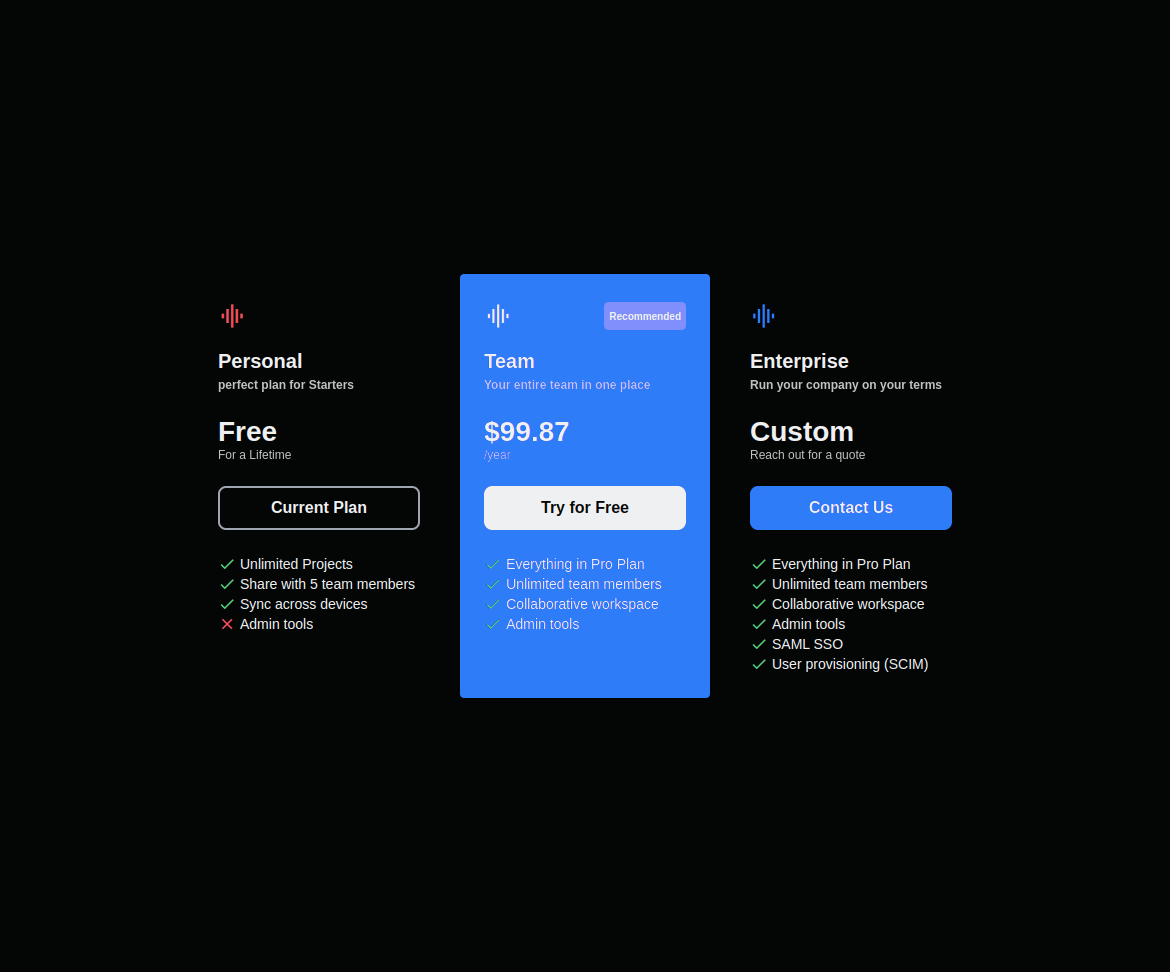 Personal
perfect plan for Starters
Free
For a Lifetime
Current Plan
Unlimited Projects
Share with 5 team members
Sync across devices
Admin tools
Recommended
Team
Your entire team in one place
$99.87
/year
Try for Free
Everything in Pro Plan
Unlimited team members
Collaborative workspace
Admin tools
Enterprise
Run your company on your terms
Custom
Reach out for a quote
Contact Us
Everything in Pro Plan
Unlimited team members
Collaborative workspace
Admin tools
SAML SSO
User provisioning (SCIM)